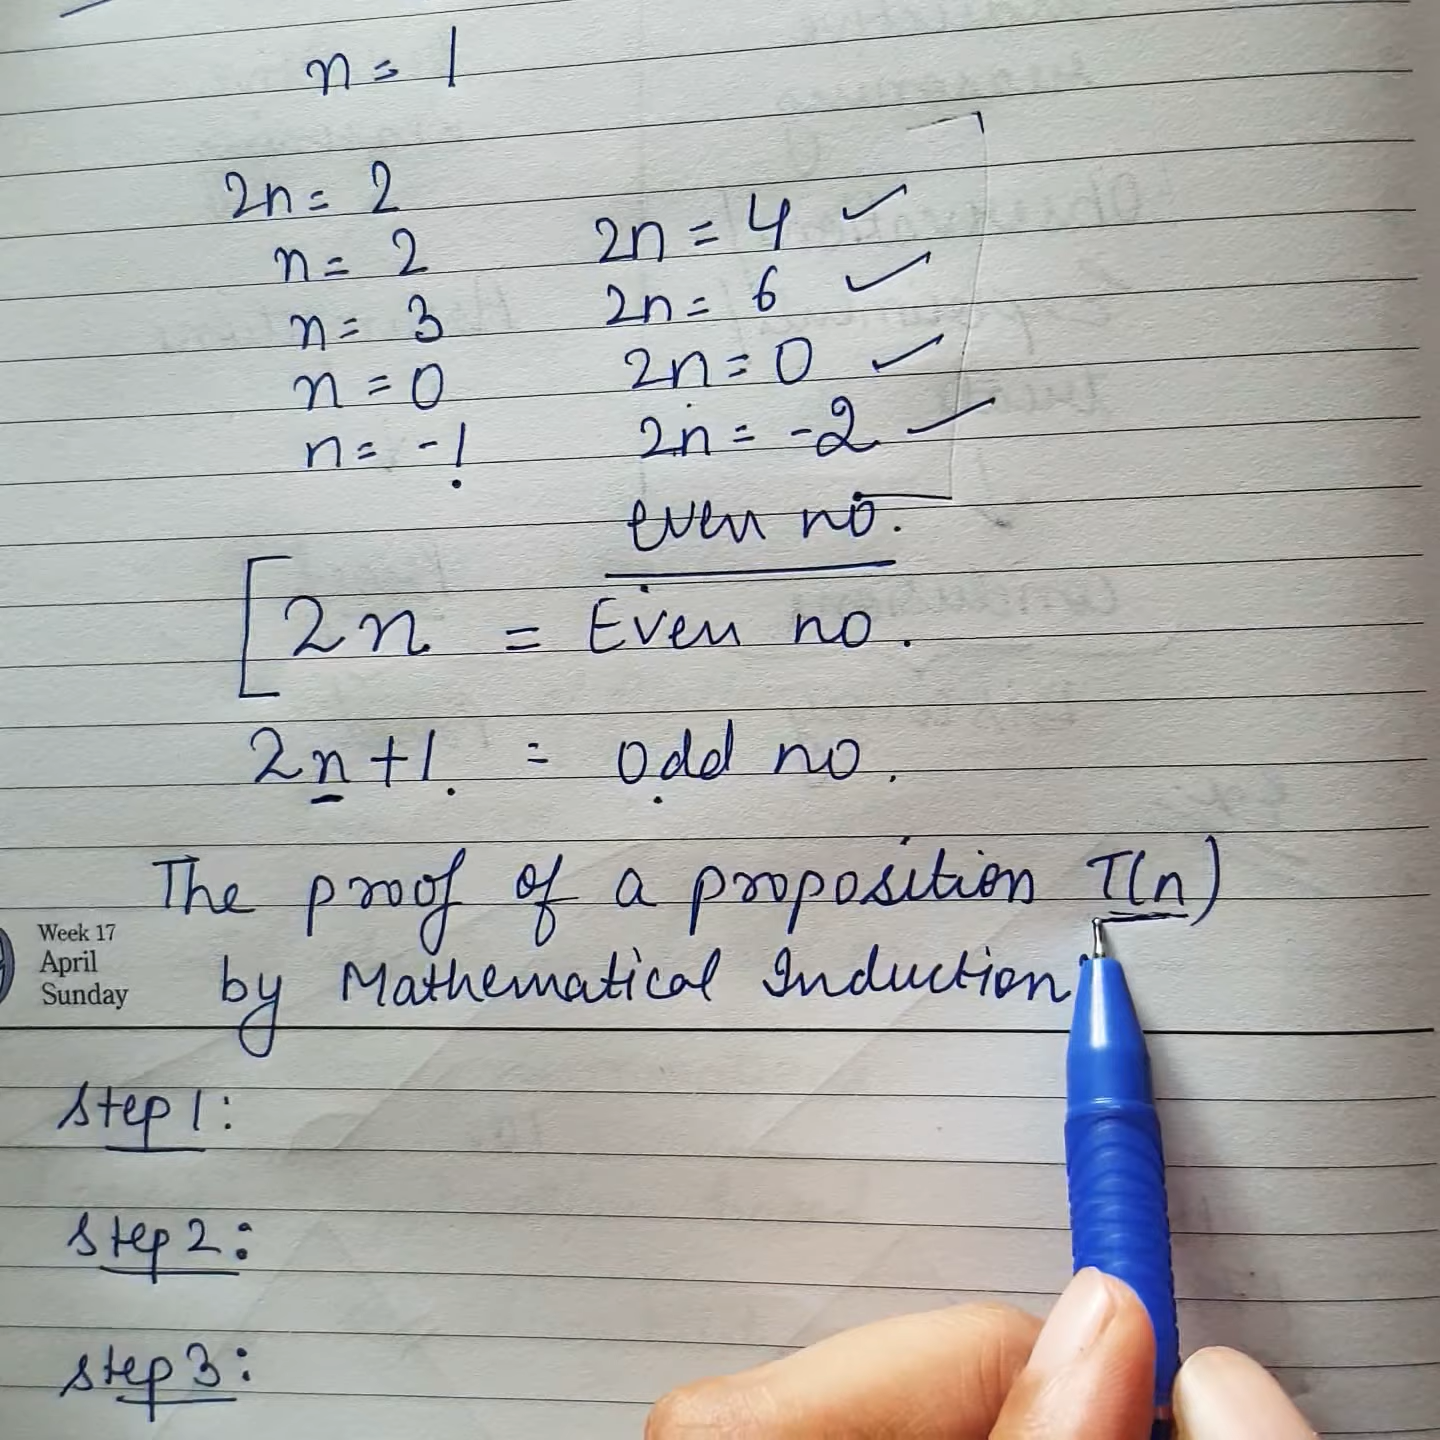 n = 1
2n = 2
n = 2 2n = 4 ✓
n = 3 2n = 6 ✓
n = 0 2n = 0 ✓
n = -1 2n = -2 ✓
even no.
2n = Even no.
2n+1 = odd no.
The proof of a proposition T(n)
Week 17
April
Sunday
by Mathematical Induction
Step 1:
Step 2:
Step 3: